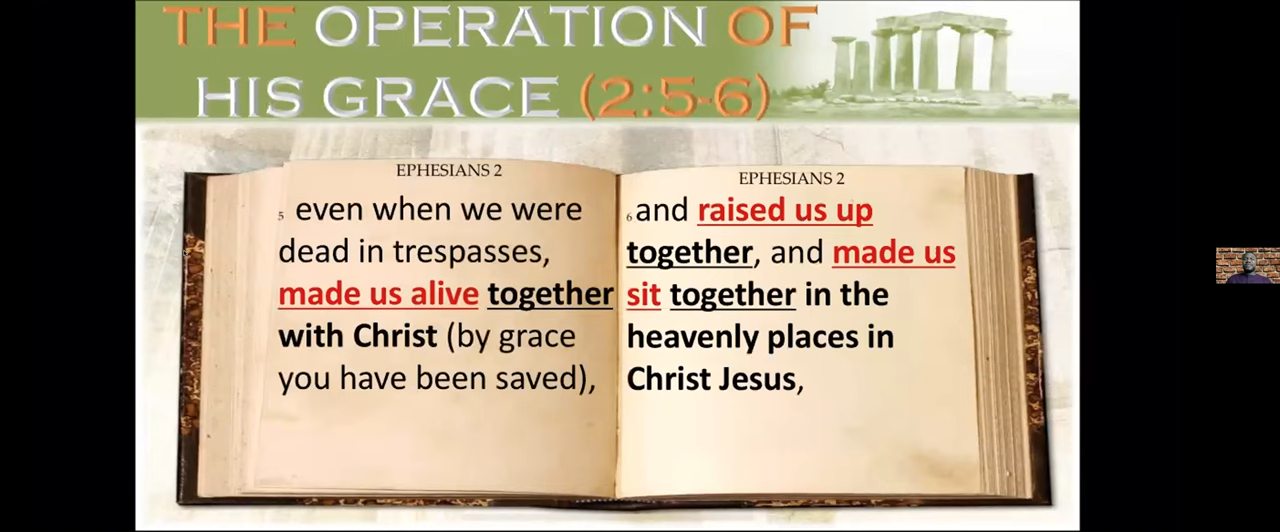 THE OPERATION OF
HIS GRACE (2:5-6)
EPHESIANS 2
5 even when we were
dead in trespasses,
made us alive together
with Christ (by grace
you have been saved),
EPHESIANS 2
6 and raised us up
together, and made us
sit together in the
heavenly places in
Christ Jesus,